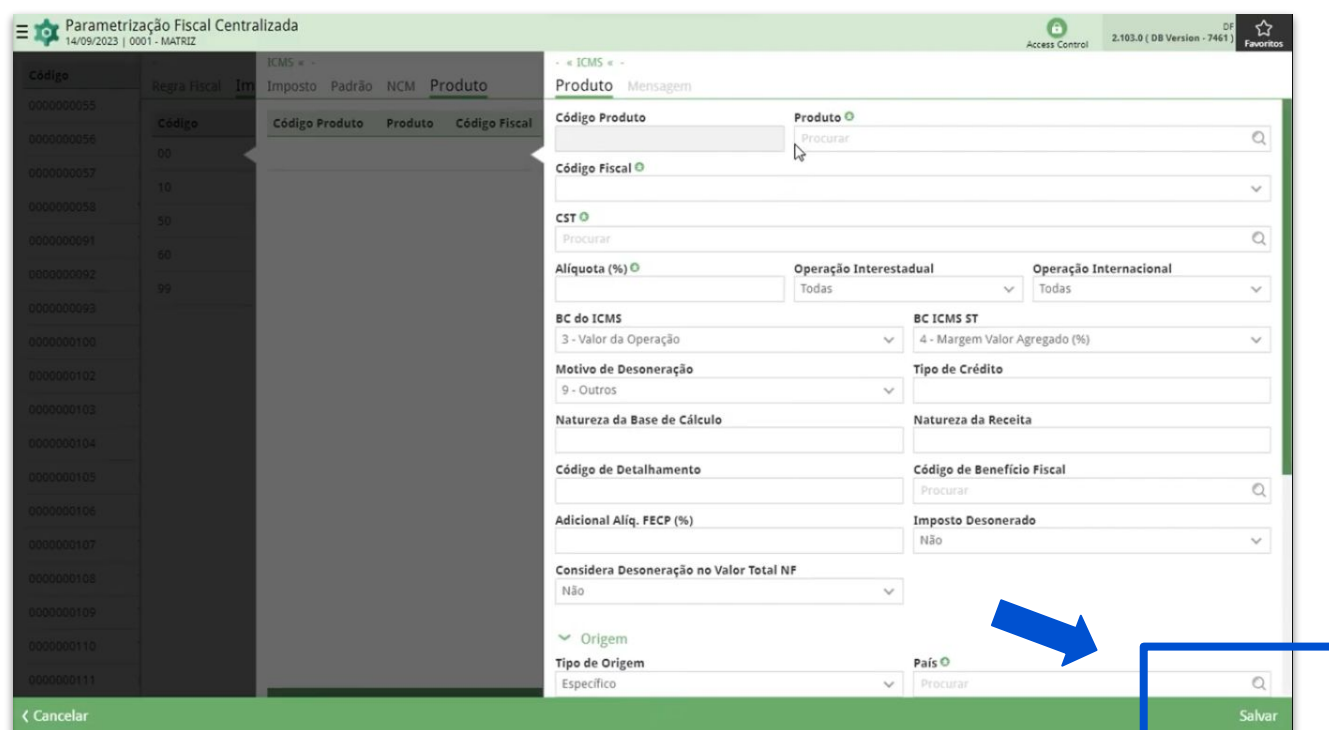 Parametrização Fiscal Centralizada
14/09/2023 | 0001 - MATRIZ
Access Control
DF
2.103.0 ( DB Version - 7461 )
Favoritos
Código
0000000055
0000000056
0000000057
0000000058
0000000091
0000000092
0000000093
0000000100
0000000102
0000000103
0000000104
0000000105
0000000106
0000000107
0000000108
0000000109
0000000110
0000000111
Regra Fiscal Im
Código
00
10
50
60
99
ICMS « -
Imposto Padrão NCM Produto
Código Produto Produto Código Fiscal
- « ICMS « -
Produto Mensagem
Código Produto Produto
Procurar
Código Fiscal
CST
Procurar
Alíquota (%) Operação Interestadual Operação Internacional
Todas Todas
BC do ICMS BC ICMS ST
3 - Valor da Operação 4 - Margem Valor Agregado (%)
Motivo de Desoneração Tipo de Crédito
9 - Outros
Natureza da Base de Cálculo Natureza da Receita
Código de Detalhamento Código de Benefício Fiscal
Procurar
Adicional Alíq. FECP (%) Imposto Desonerado
Não
Considera Desoneração no Valor Total NF
Não
Origem
Tipo de Origem País
Específico Procurar
Cancelar Salvar